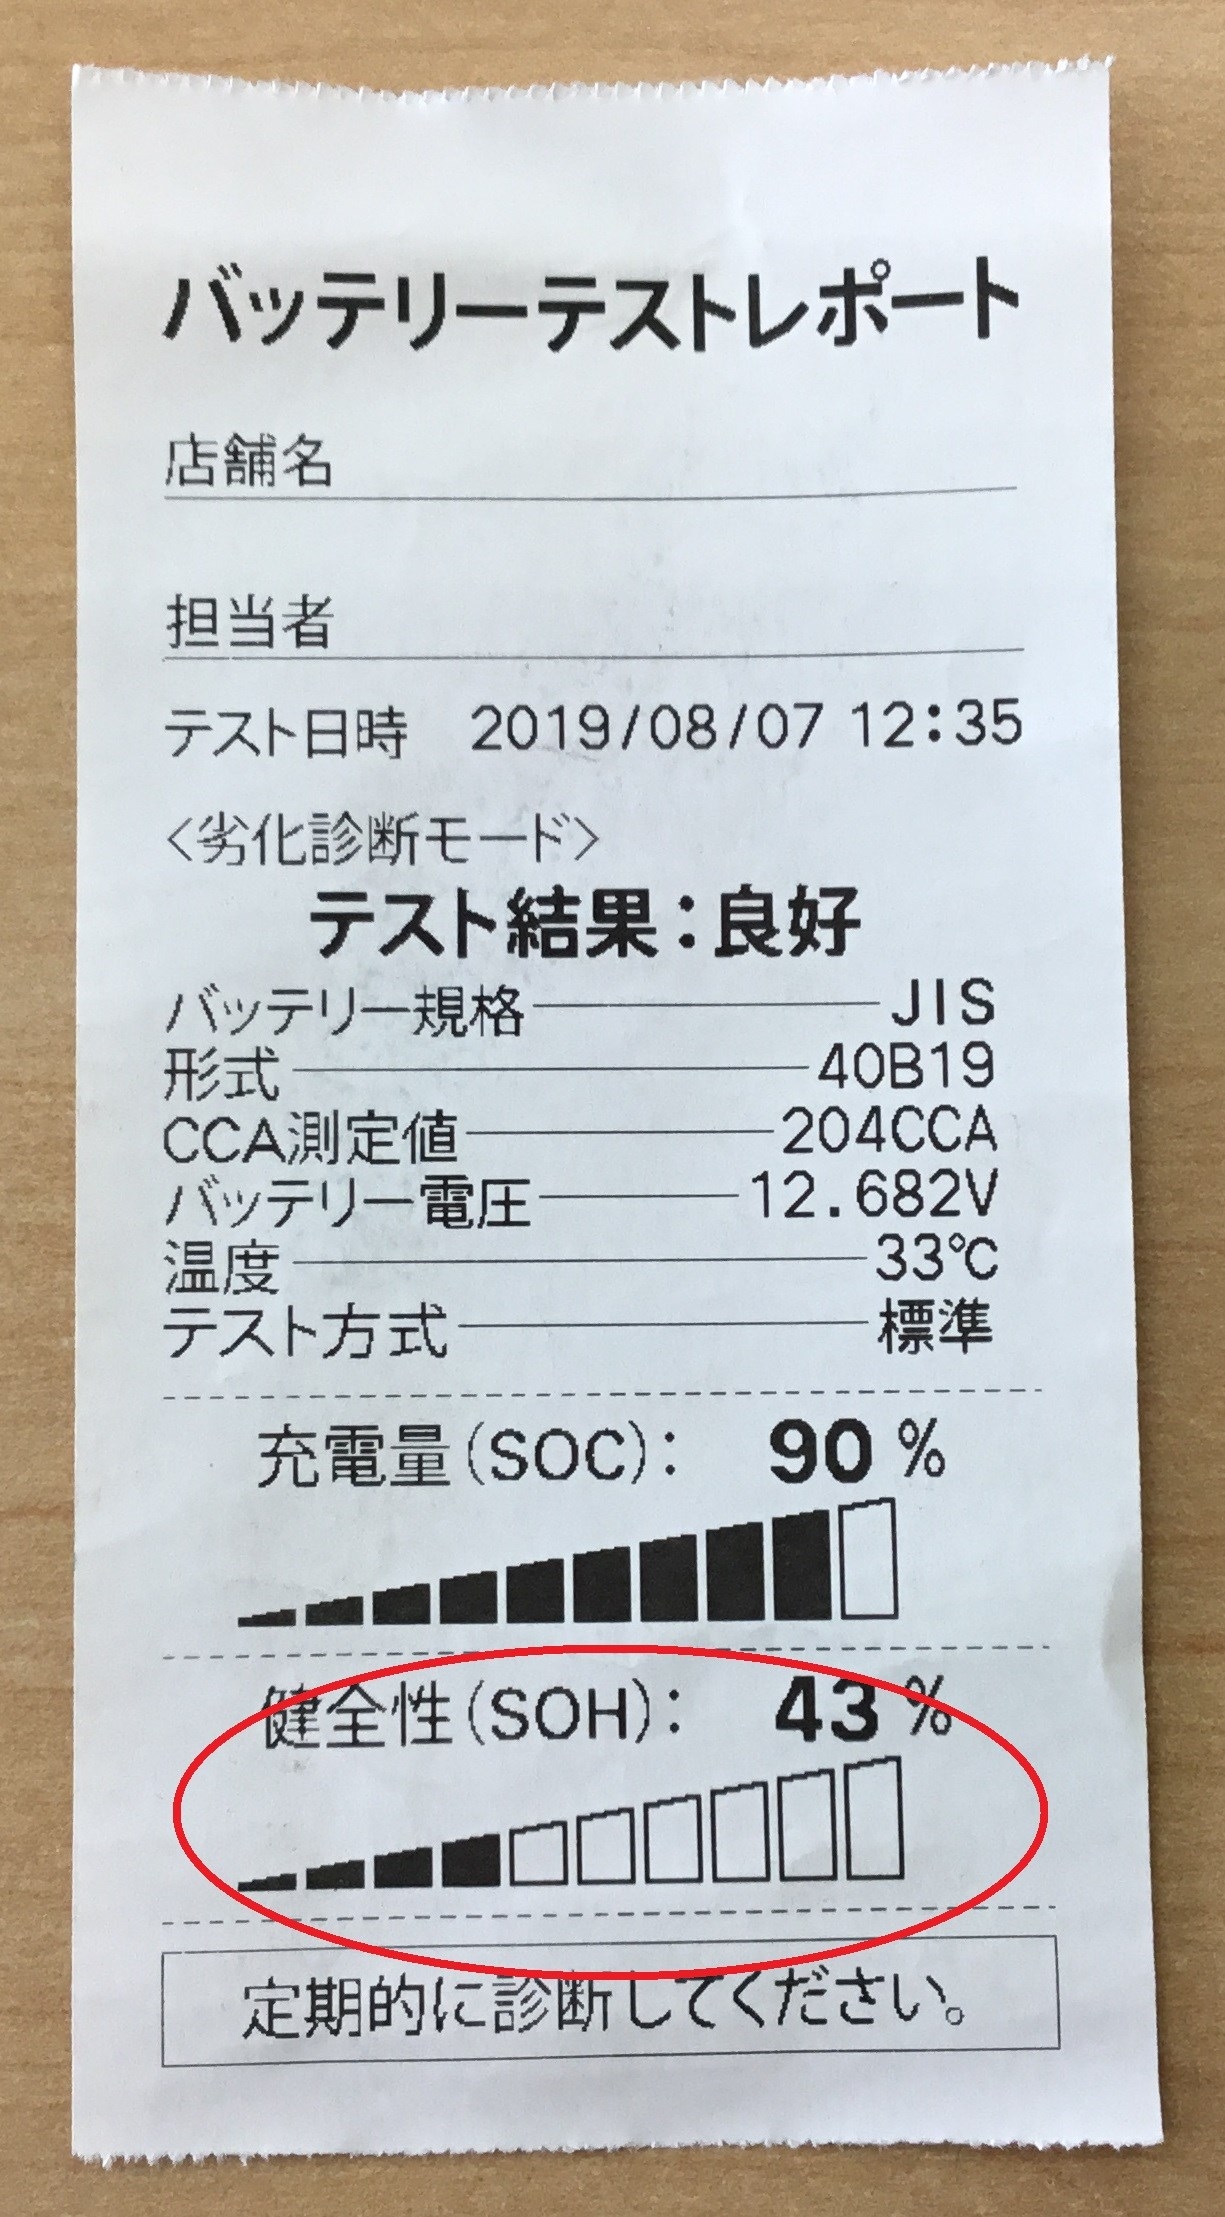 バッテリーテストレポート
店舗名
担当者
テスト日時 2019/08/07 12:35
<劣化診断モード>
テスト結果:良好
バッテリー規格 JIS
形式 40B19
CCA測定値 204CCA
バッテリー電圧 12.682V
温度 33℃
テスト方式 標準
充電量(SOC): 90%
健全性(SOH): 43%
定期的に診断してください。